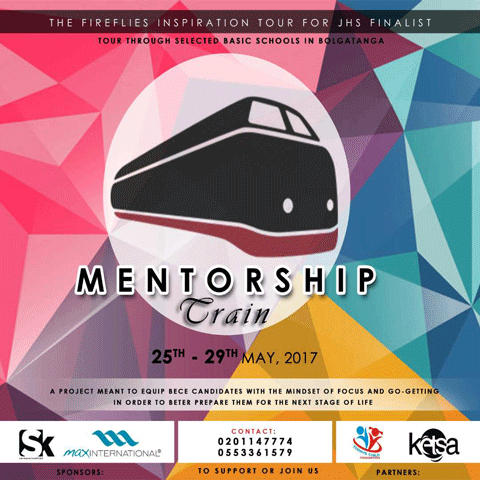 THE FIREFLIES INSPIRATION TOUR FOR JHS FINALIST
TOUR THROUGH SELECTED BASIC SCHOOLS IN BOLGATANGA
MENTORSHIP
Train
25TH - 29TH MAY, 2017
A PROJECT MEANT TO EQUIP BECE CANDIDATES WITH THE MINDSET OF FOCUS AND GO-GETTING
IN ORDER TO BETER PREPARE THEM FOR THE NEXT STAGE OF LIFE
Sk
maxINTERNATIONAL®
CONTACT:
0201147774
0553361579
ketsa
SPONSORS:
TO SUPPORT OR JOIN US
PARTNERS: